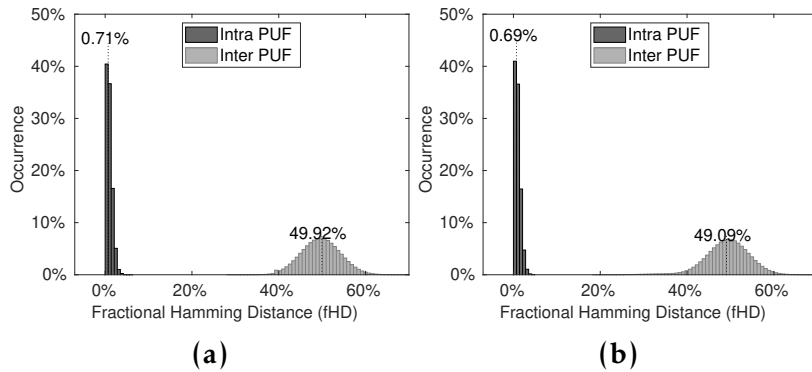 50%
40%
30%
20%
10%
0%
Occurrence
0.71%
Intra PUF
Inter PUF
49.92%
0%
20%
40%
60%
Fractional Hamming Distance (fHD)
(a)
50%
40%
30%
20%
10%
0%
Occurrence
0.69%
Intra PUF
Inter PUF
49.09%
0%
20%
40%
60%
Fractional Hamming Distance (fHD)
(b)